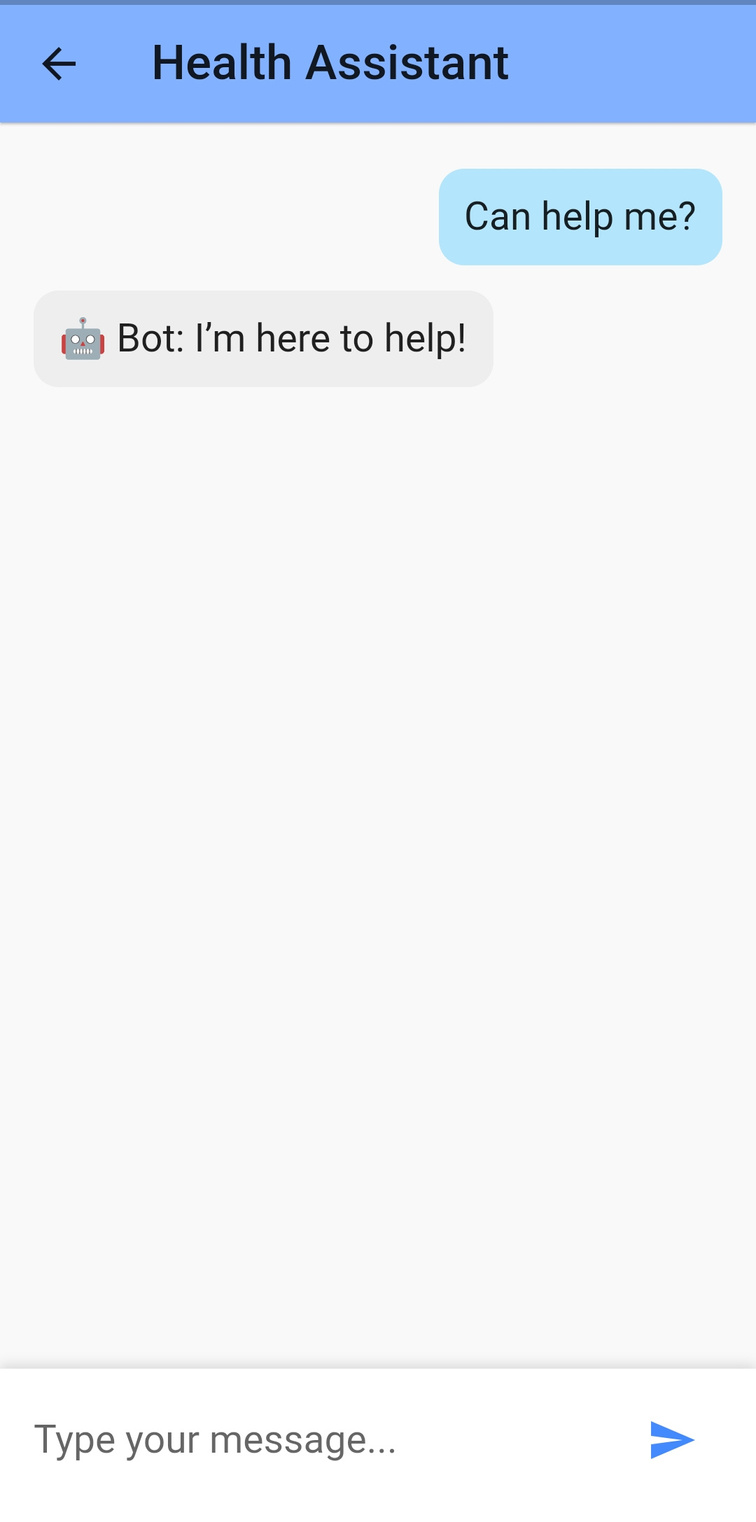 Health Assistant
Can help me?
🤖 Bot: I’m here to help!
Type your message...